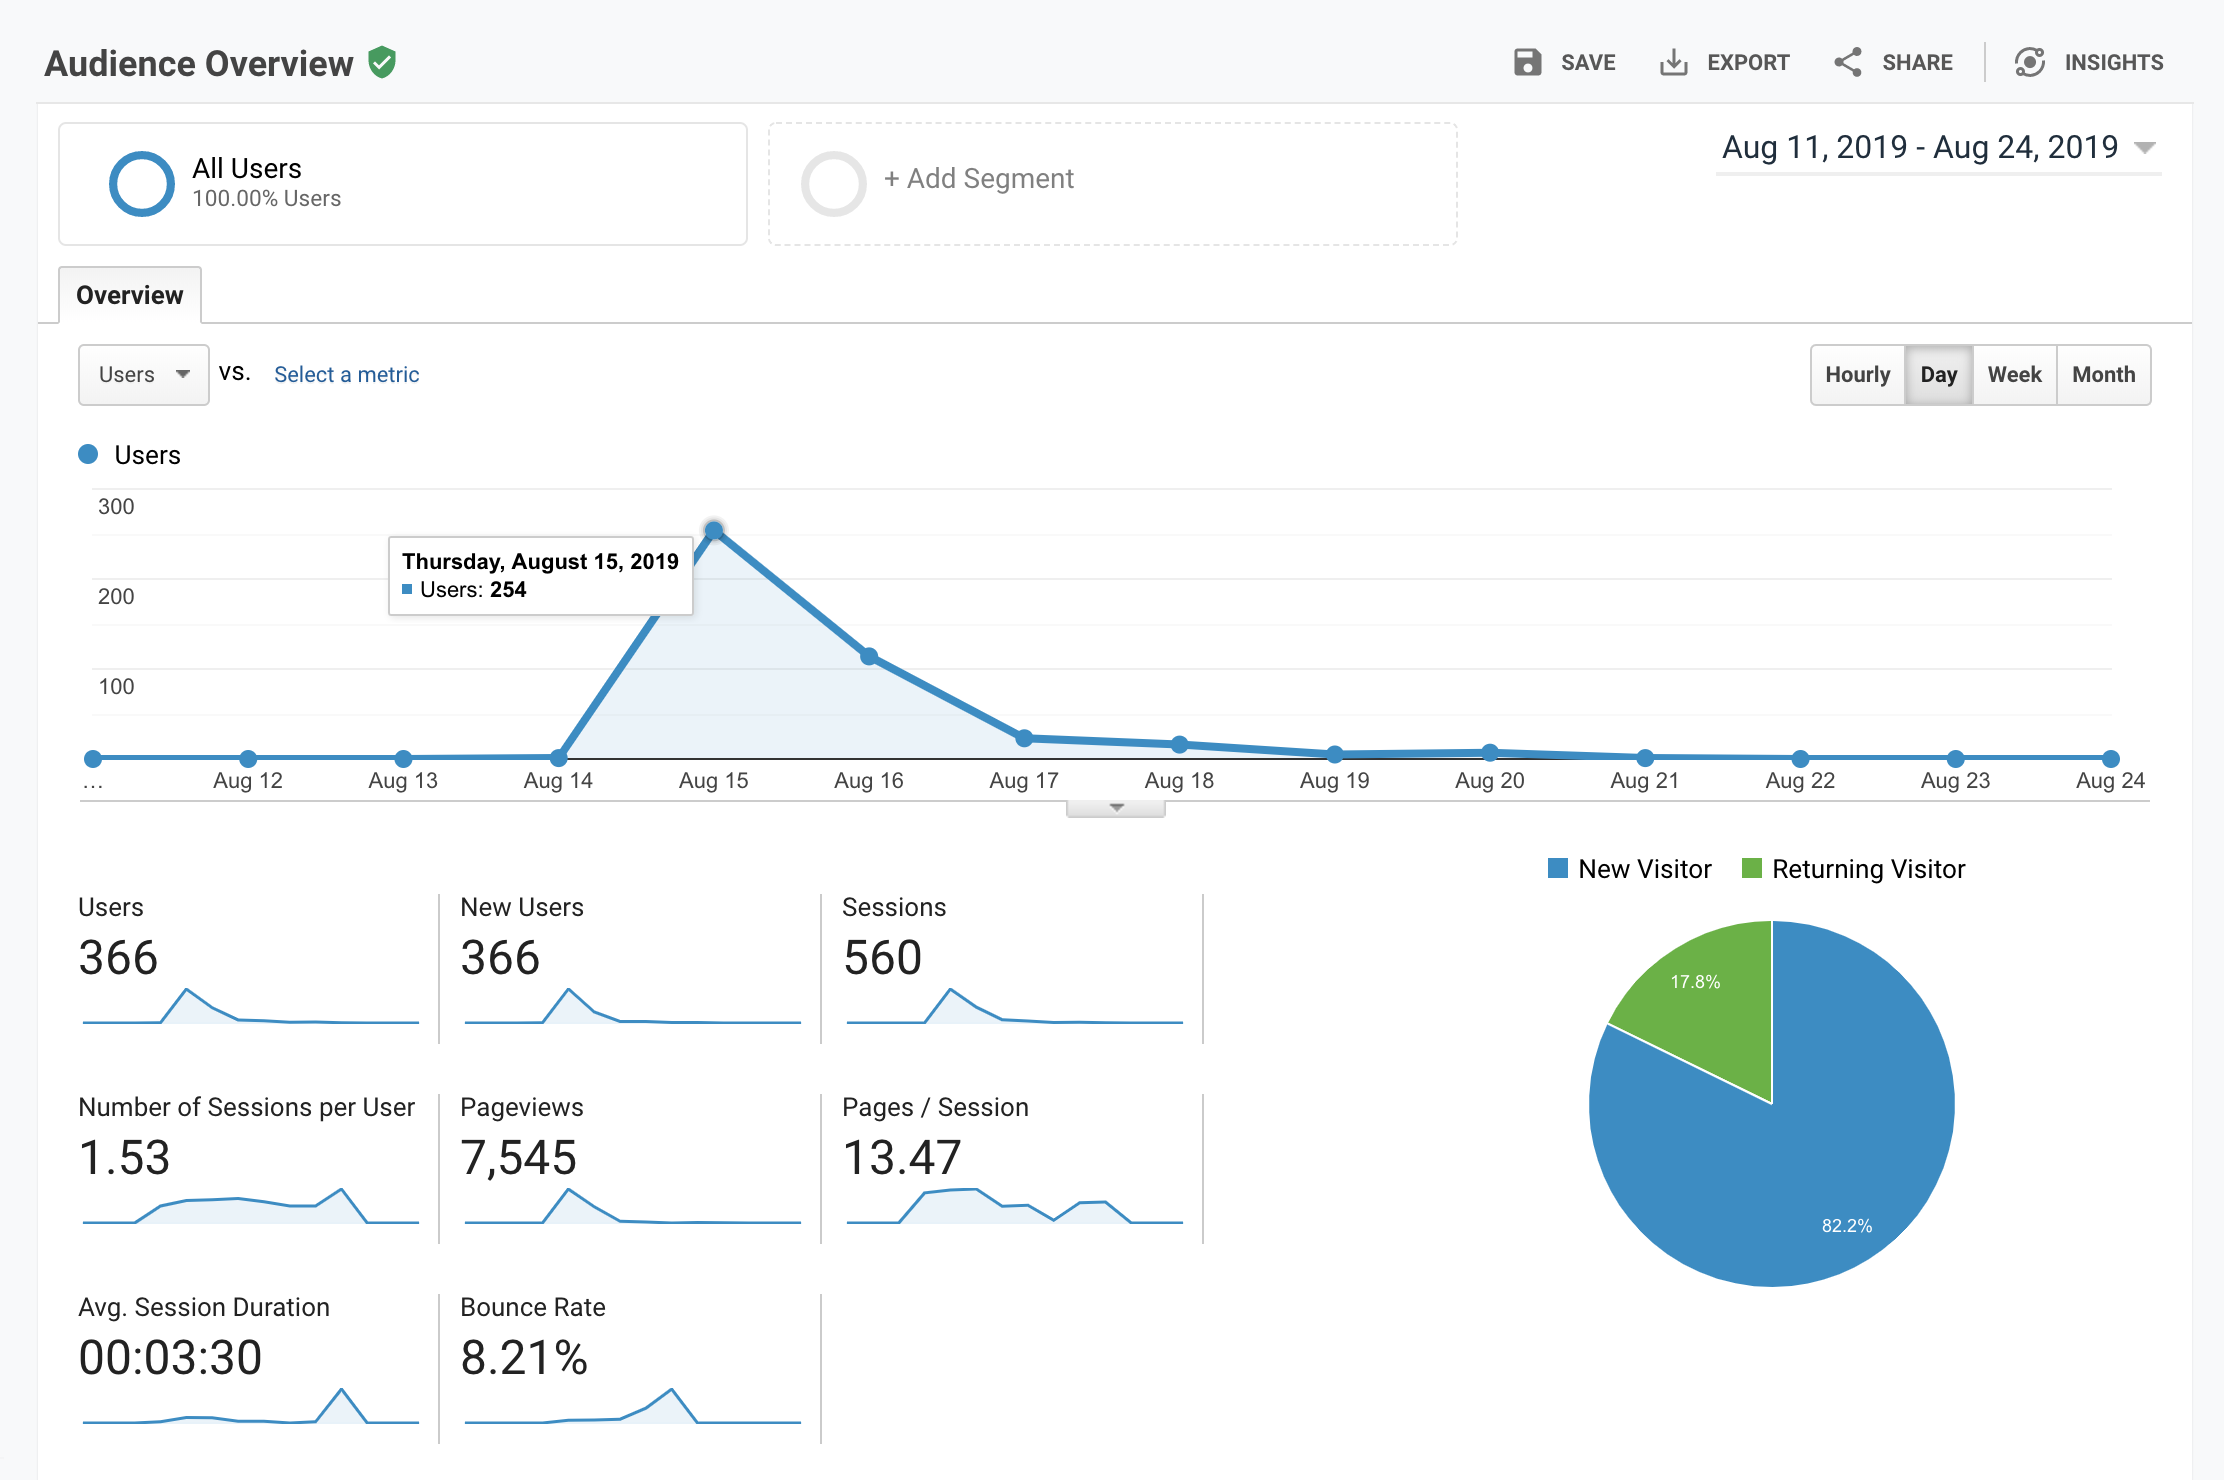 Audience Overview
SAVE EXPORT SHARE INSIGHTS
All Users
100.00% Users
+ Add Segment
Aug 11, 2019 - Aug 24, 2019
Overview
Users vs. Select a metric
Hourly Day Week Month
Users
300
200
100
Thursday, August 15, 2019
Users: 254
... Aug 12 Aug 13 Aug 14 Aug 15 Aug 16 Aug 17 Aug 18 Aug 19 Aug 20 Aug 21 Aug 22 Aug 23 Aug 24
New Visitor Returning Visitor
17.8%
82.2%
Users
366
New Users
366
Sessions
560
Number of Sessions per User
1.53
Pageviews
7,545
Pages / Session
13.47
Avg. Session Duration
00:03:30
Bounce Rate
8.21%